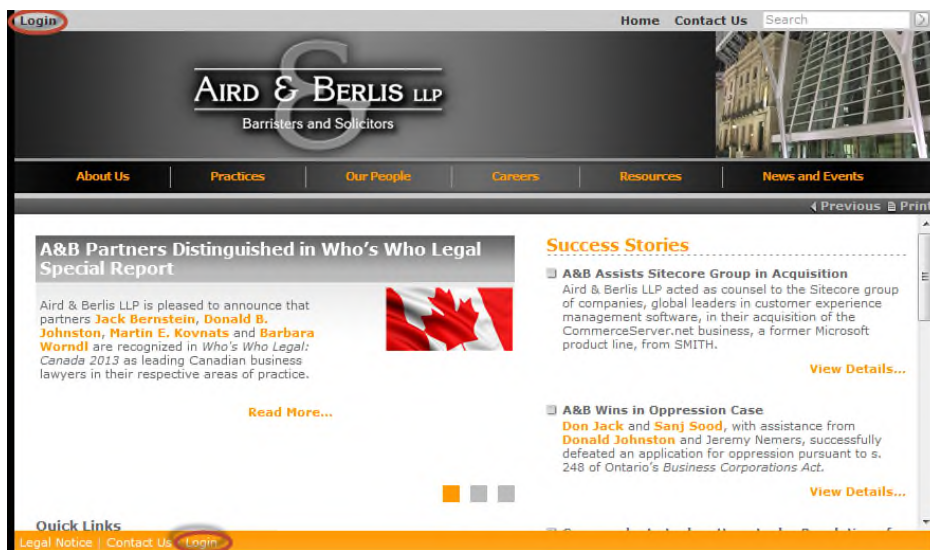 Login
Home Contact Us Search
AIRD & BERLIS LLP
Barristers and Solicitors
About Us Practices Our People Careers Resources News and Events
Previous Print
A&B Partners Distinguished in Who's Who Legal
Special Report
Aird & Berlis LLP is pleased to announce that
partners Jack Bernstein, Donald B.
Johnston, Martin E. Kovnats and Barbara
Worndl are recognized in Who's Who Legal:
Canada 2013 as leading Canadian business
lawyers in their respective areas of practice.
Read More...
Quick Links
Success Stories
A&B Assists Sitecore Group in Acquisition
Aird & Berlis LLP acted as counsel to the Sitecore group
of companies, global leaders in customer experience
management software, in their acquisition of the
CommerceServer.net business, a former Microsoft
product line, from SMITH.
View Details...
A&B Wins in Oppression Case
Don Jack and Sanj Sood, with assistance from
Donald Johnston and Jeremy Nemers, successfully
defeated an application for oppression pursuant to s.
248 of Ontario's Business Corporations Act.
View Details...
Legal Notice | Contact Us Login